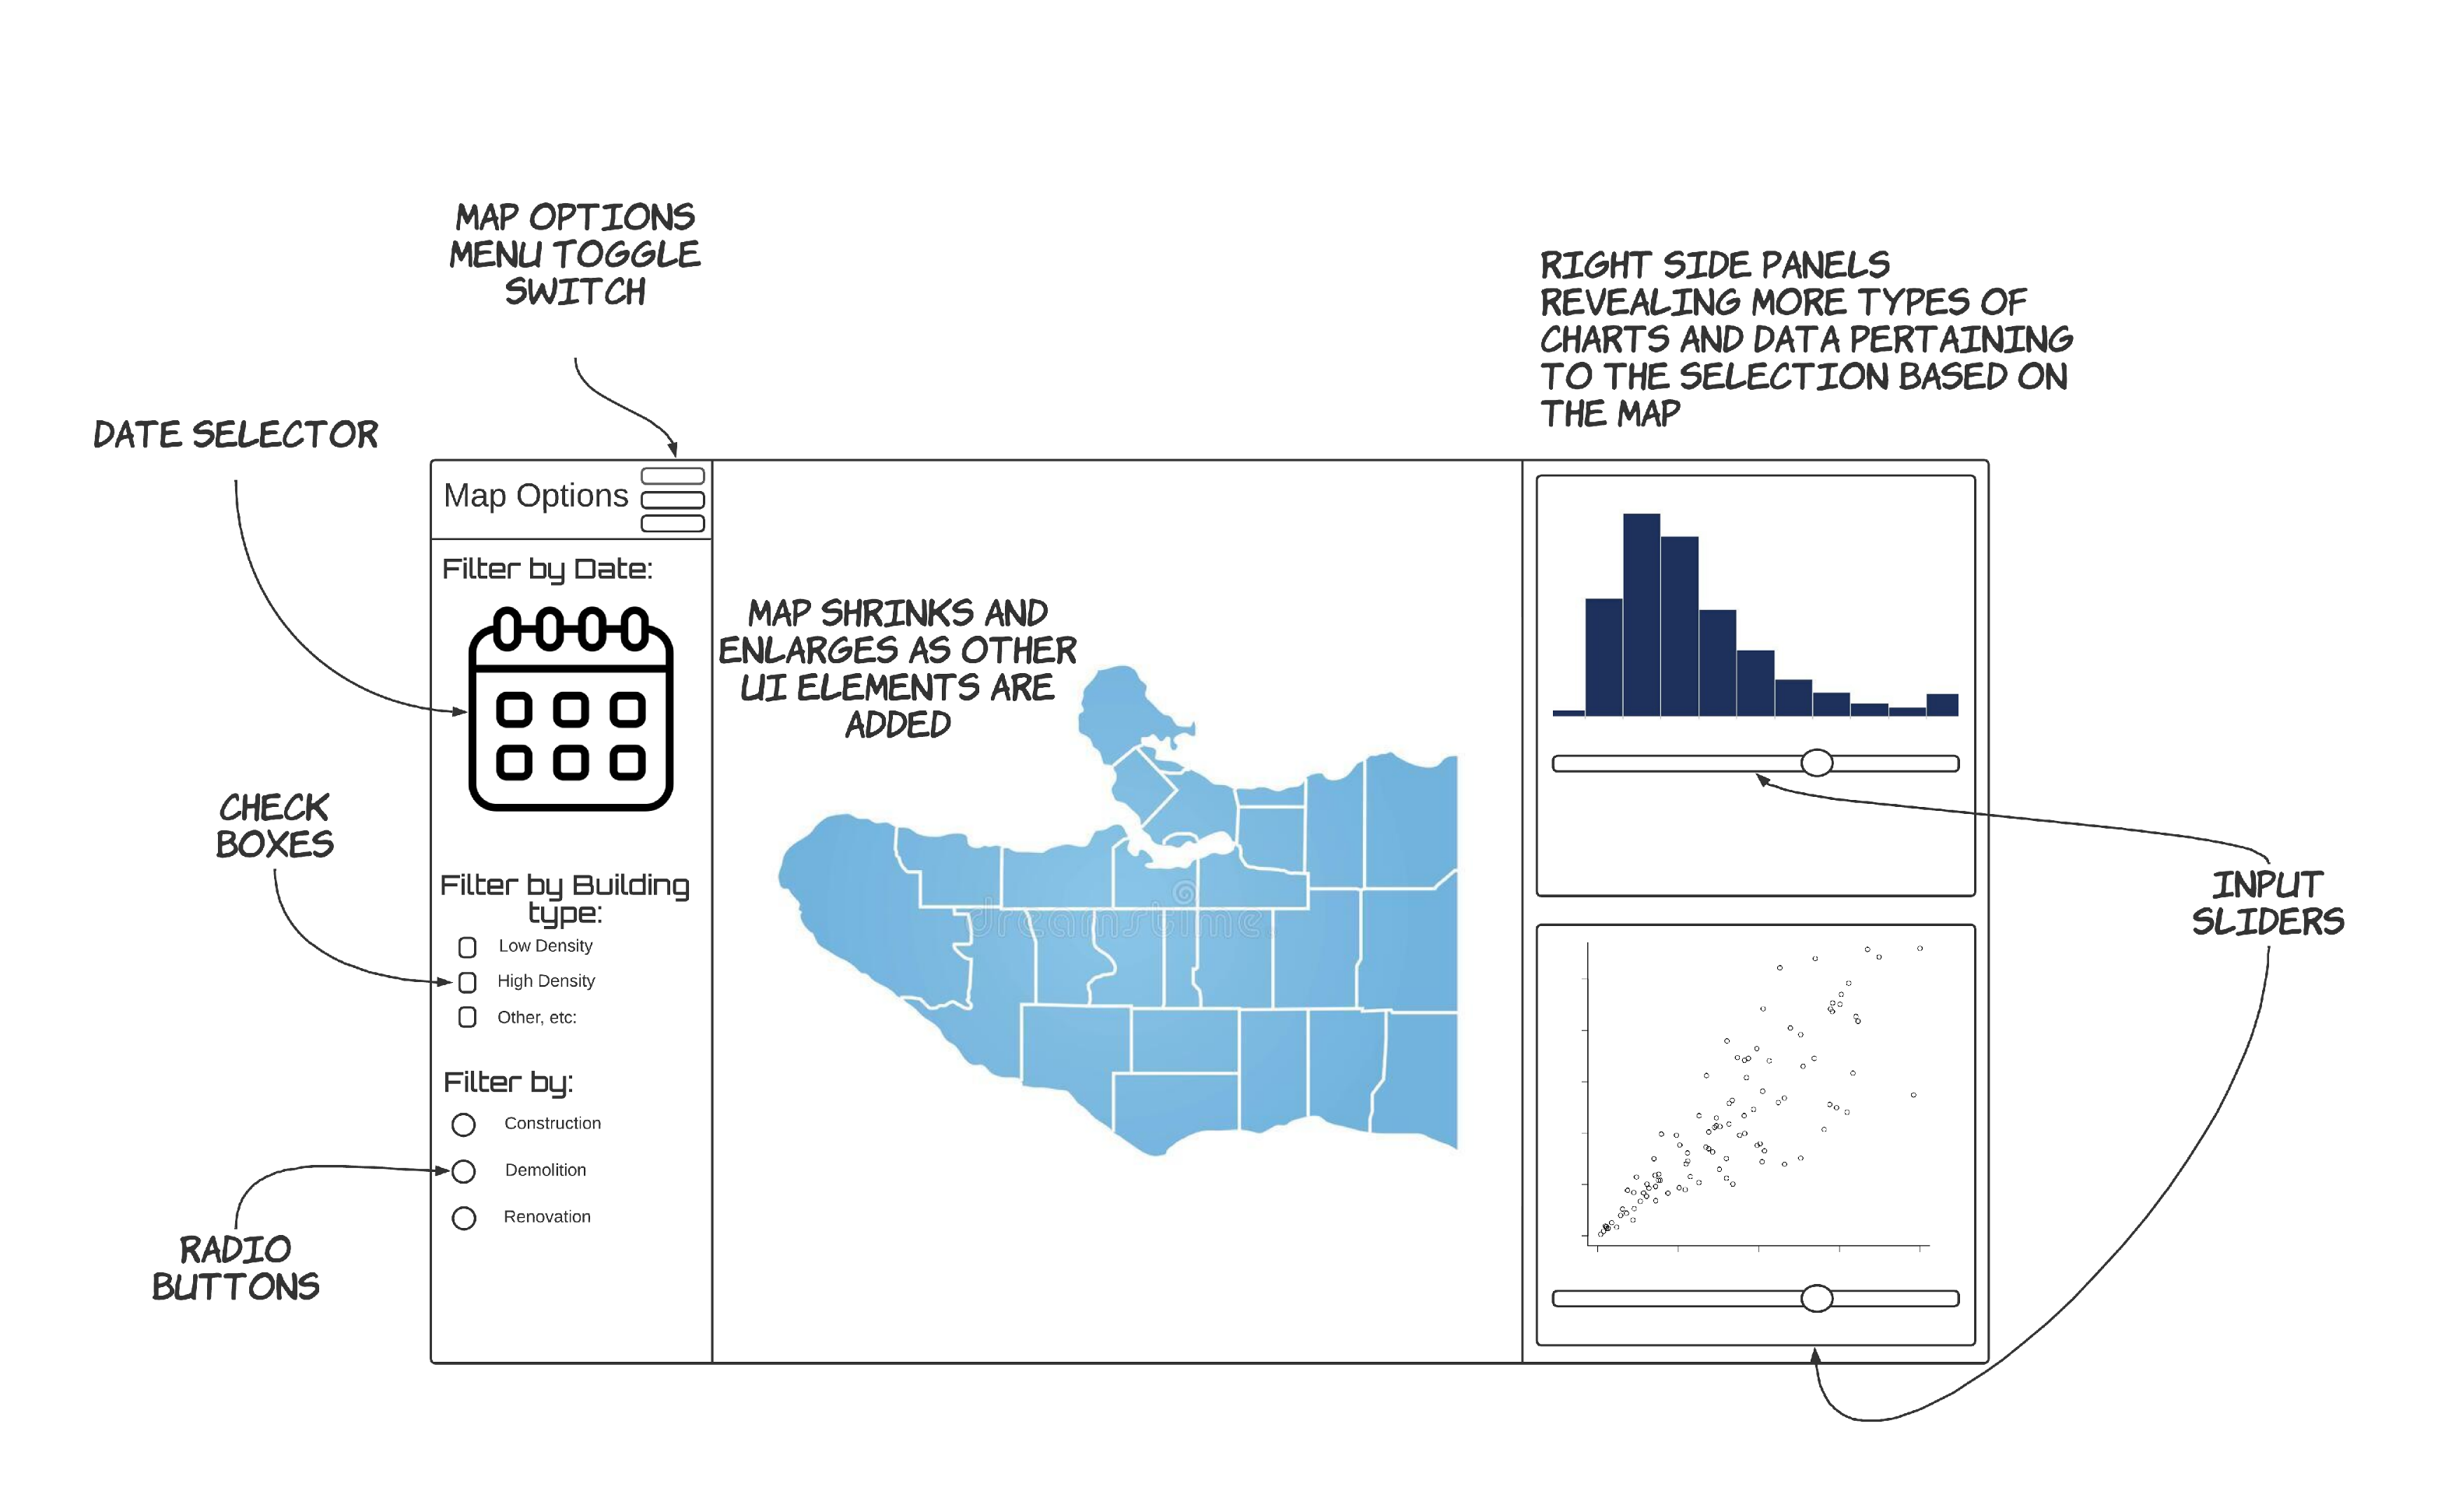 MAP OPTIONS
MENU TOGGLE
SWITCH
RIGHT SIDE PANELS
REVEALING MORE TYPES OF
CHARTS AND DATA PERTAINING
TO THE SELECTION BASED ON
THE MAP
DATE SELECTOR
Map Options
Filter by Date:
MAP SHRINKS AND
ENLARGES AS OTHER
UI ELEMENTS ARE
ADDED
CHECK
BOXES
Filter by Building
type:
Low Density
High Density
Other, etc:
Filter by:
Construction
Demolition
Renovation
RADIO
BUTTONS
dreamstime.
INPUT
SLIDERS